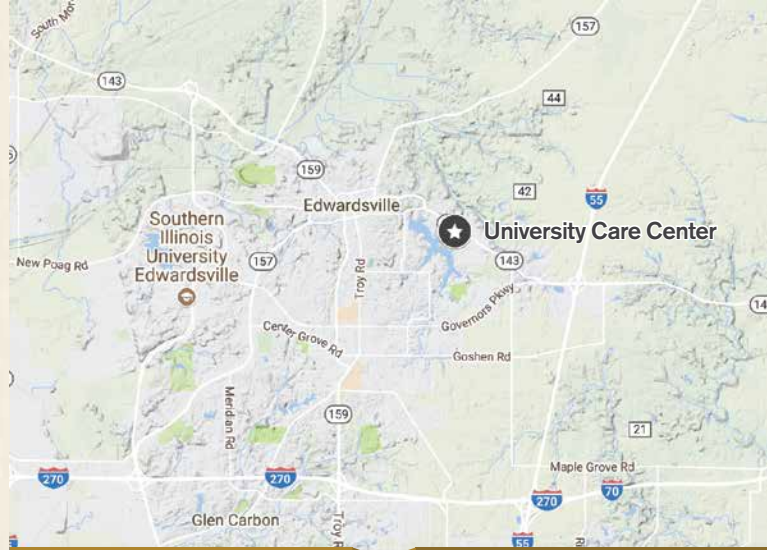 South Mor
157
143
44
159
42
55
Edwardsville
Southern
Illinois
University
Edwardsville
University Care Center
New Poag Rd
157
Troy Rd
143
Governors Pkwy
14
Center Grove Rd
Goshen Rd
Meridian Rd
159
21
Maple Grove Rd
270
270
270
70
Glen Carbon
Troy R
55